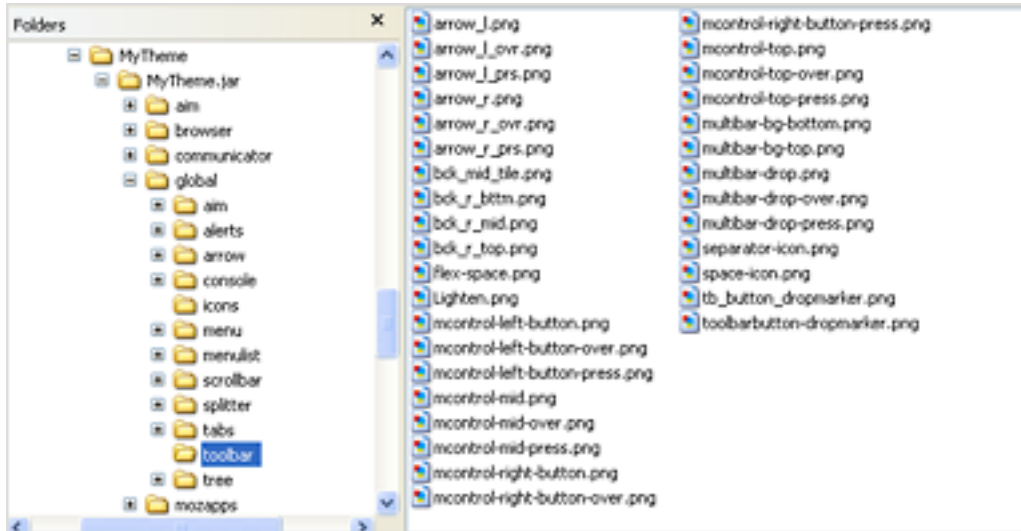 Folders
MyTheme
MyTheme.jar
aim
browser
communicator
global
aim
alerts
arrow
console
icons
menu
menulist
scrollbar
splitter
tabs
toolbar
tree
mozapps
arrow_l.png
arrow_l_ovr.png
arrow_l_prs.png
arrow_r.png
arrow_r_ovr.png
arrow_r_prs.png
bck_mid_tile.png
bck_r_bttm.png
bck_r_mid.png
bck_r_top.png
flex-space.png
Lighten.png
mcontrol-left-button.png
mcontrol-left-button-over.png
mcontrol-left-button-press.png
mcontrol-mid.png
mcontrol-mid-over.png
mcontrol-mid-press.png
mcontrol-right-button.png
mcontrol-right-button-over.png
mcontrol-right-button-press.png
mcontrol-top.png
mcontrol-top-over.png
mcontrol-top-press.png
multibar-bg-bottom.png
multibar-bg-top.png
multibar-drop.png
multibar-drop-over.png
multibar-drop-press.png
separator-icon.png
space-icon.png
tb_button_dropmarker.png
toolbarbutton-dropmarker.png